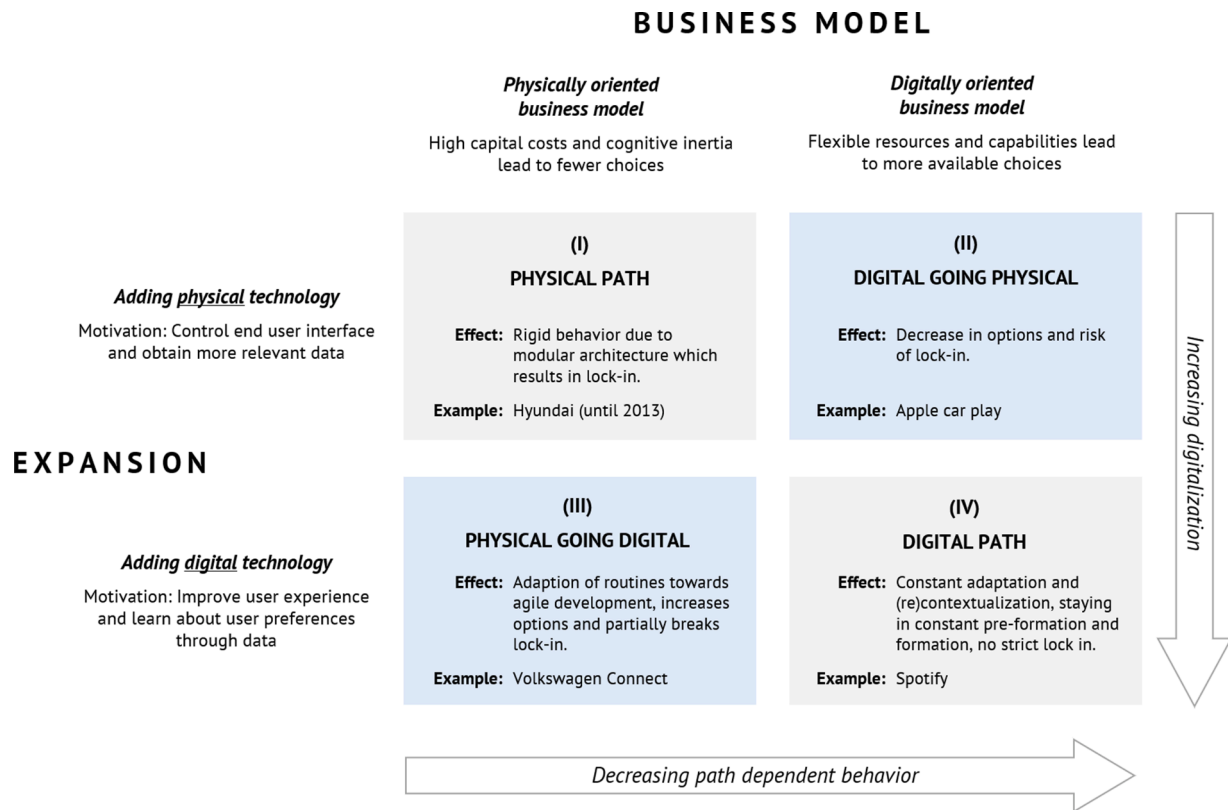 BUSINESS MODEL
Physically oriented
business model
High capital costs and cognitive inertia
lead to fewer choices
Digitally oriented
business model
Flexible resources and capabilities lead
to more available choices
Adding physical technology
Motivation: Control end user interface
and obtain more relevant data
(I)
PHYSICAL PATH
Effect: Rigid behavior due to
modular architecture which
results in lock-in.
Example: Hyundai (until 2013)
(II)
DIGITAL GOING PHYSICAL
Effect: Decrease in options and risk
of lock-in.
Example: Apple car play
EXPANSION
Adding digital technology
Motivation: Improve user experience
and learn about user preferences
through data
(III)
PHYSICAL GOING DIGITAL
Effect: Adaption of routines towards
agile development, increases
options and partially breaks
lock-in.
Example: Volkswagen Connect
(IV)
DIGITAL PATH
Effect: Constant adaptation and
(re)contextualization, staying
in constant pre-formation and
formation, no strict lock in.
Example: Spotify
Increasing digitalization
Decreasing path dependent behavior